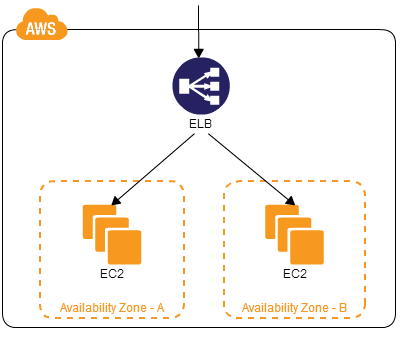 AWS
ELB
EC2
EC2
Availability Zone - A
Availability Zone - B